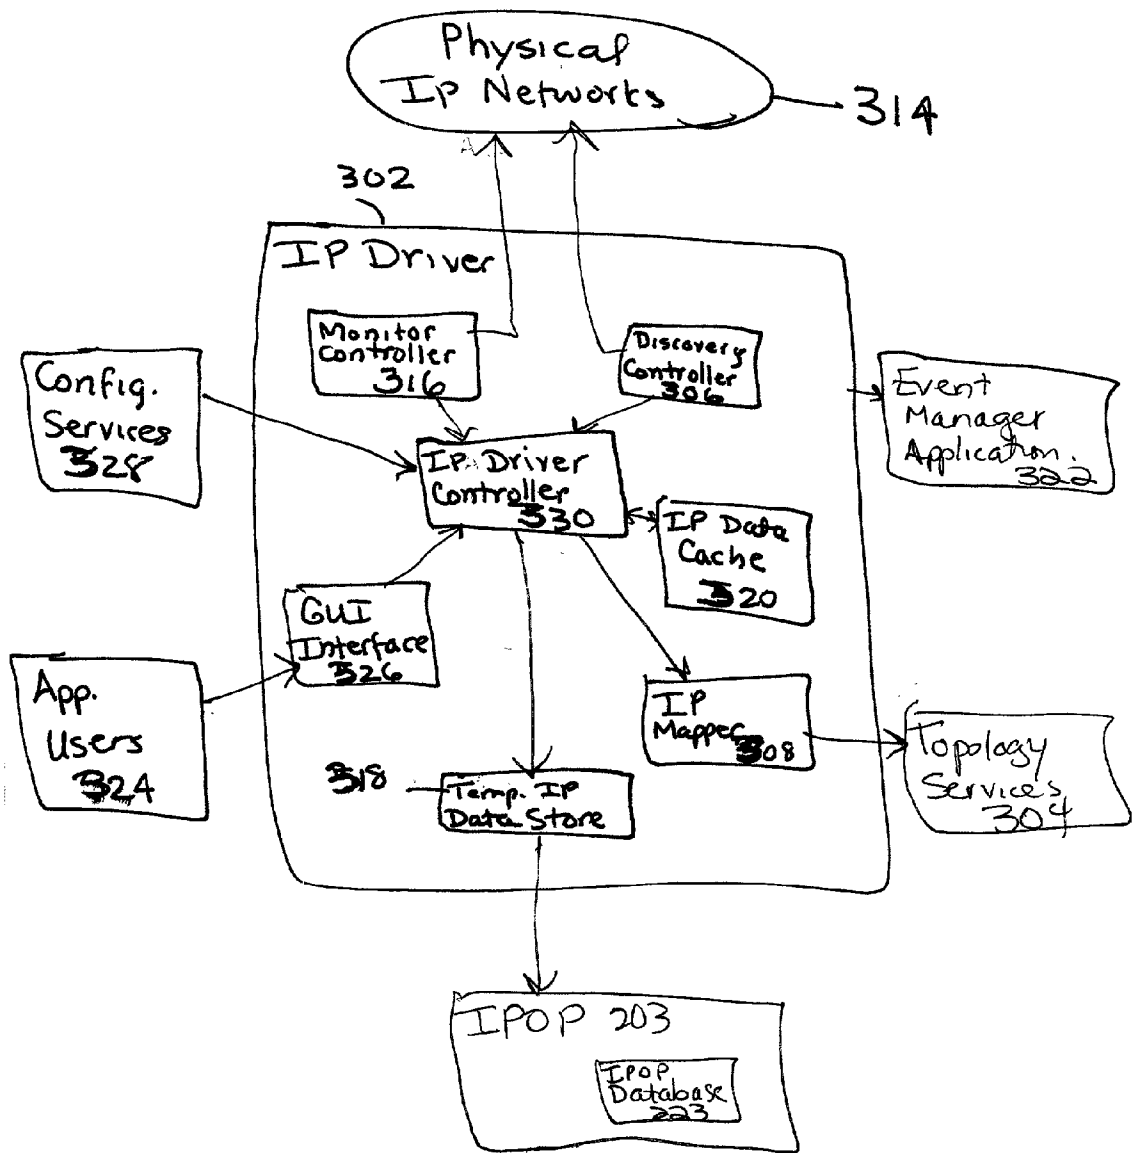 Physical
IP Networks
314
302
IP Driver
Monitor
Controller
316
Discovery
Controller
306
Config.
Services
328
Event
Manager
Application.
322
IP Driver
Controller
330
IP Data
Cache
320
GUI
Interface
326
App.
Users
324
IP
Mapper
308
Topology
Services
304
318
Temp. IP
Data Store
IPOP 203
IPOP
Database
223